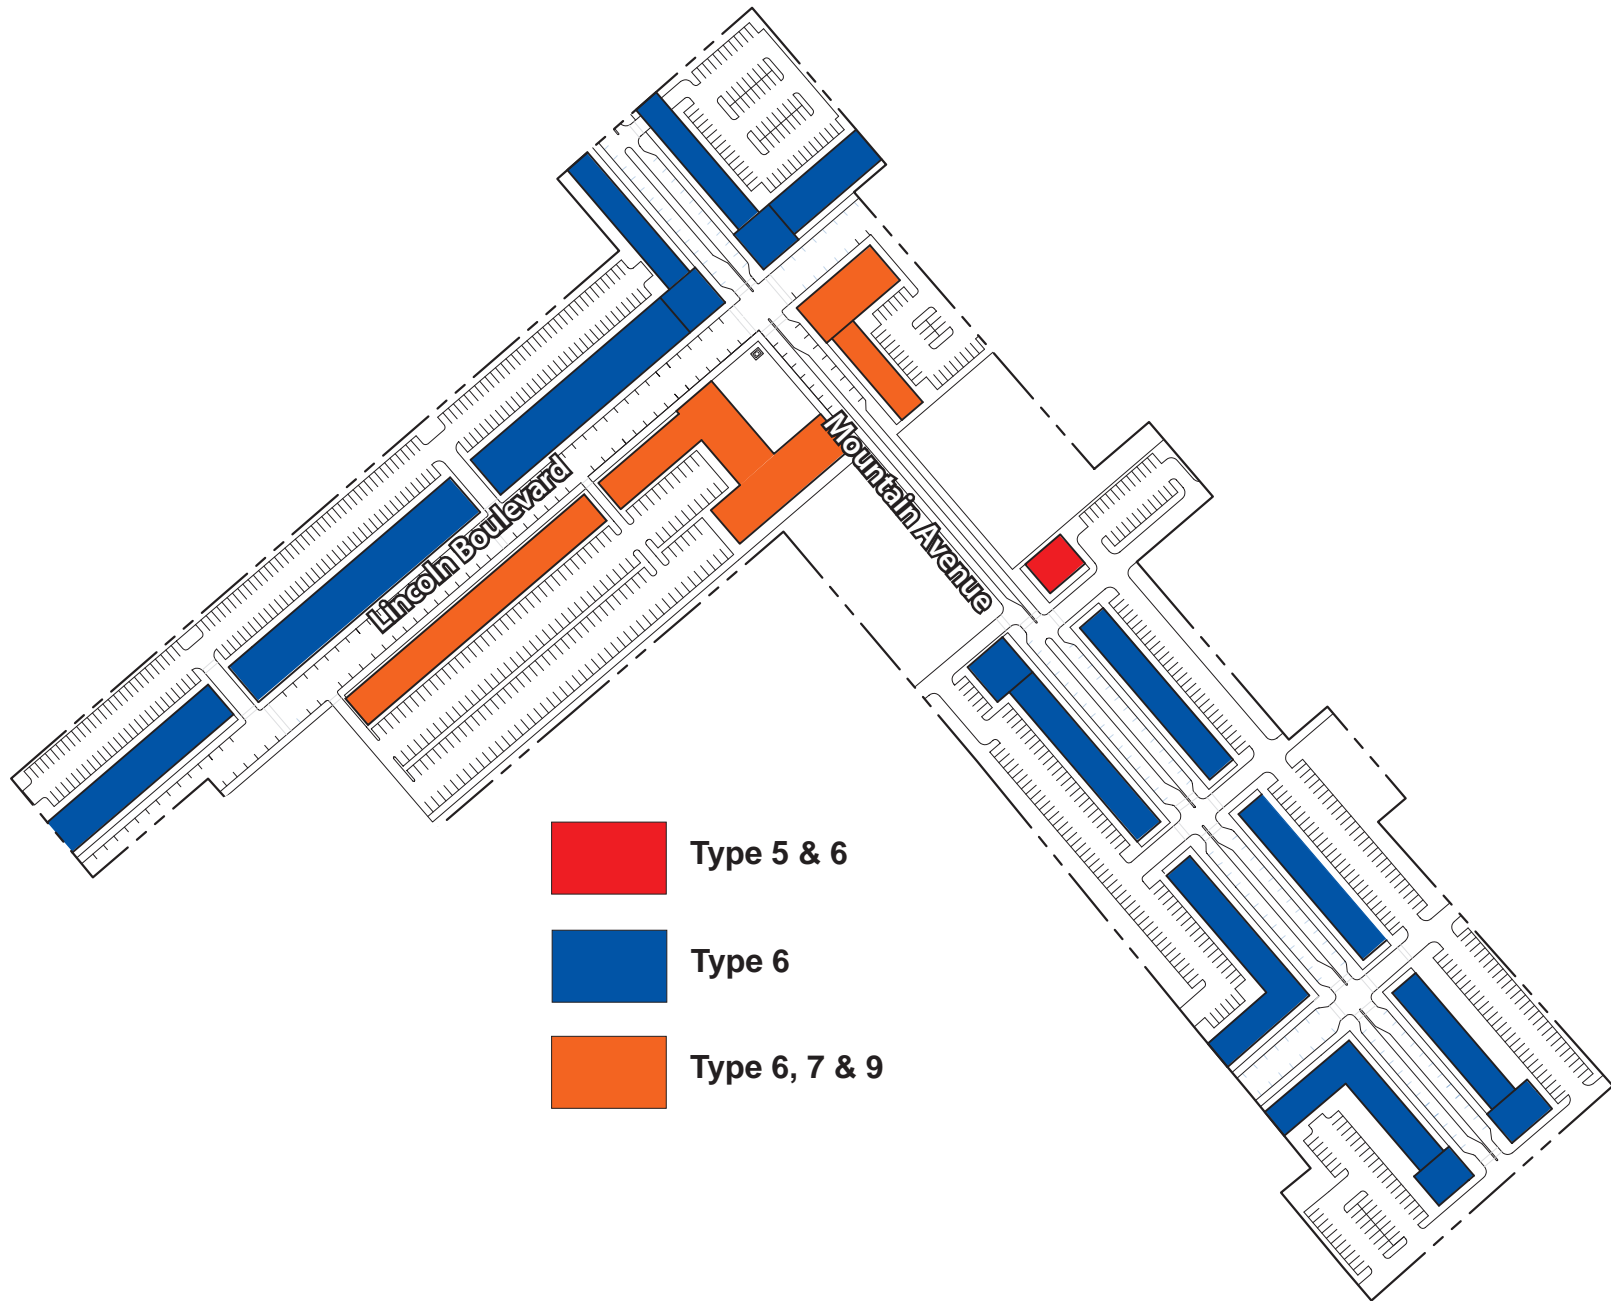 Mountain Avenue
Lincoln Boulevard
Type 5 & 6
Type 6
Type 6, 7 & 9